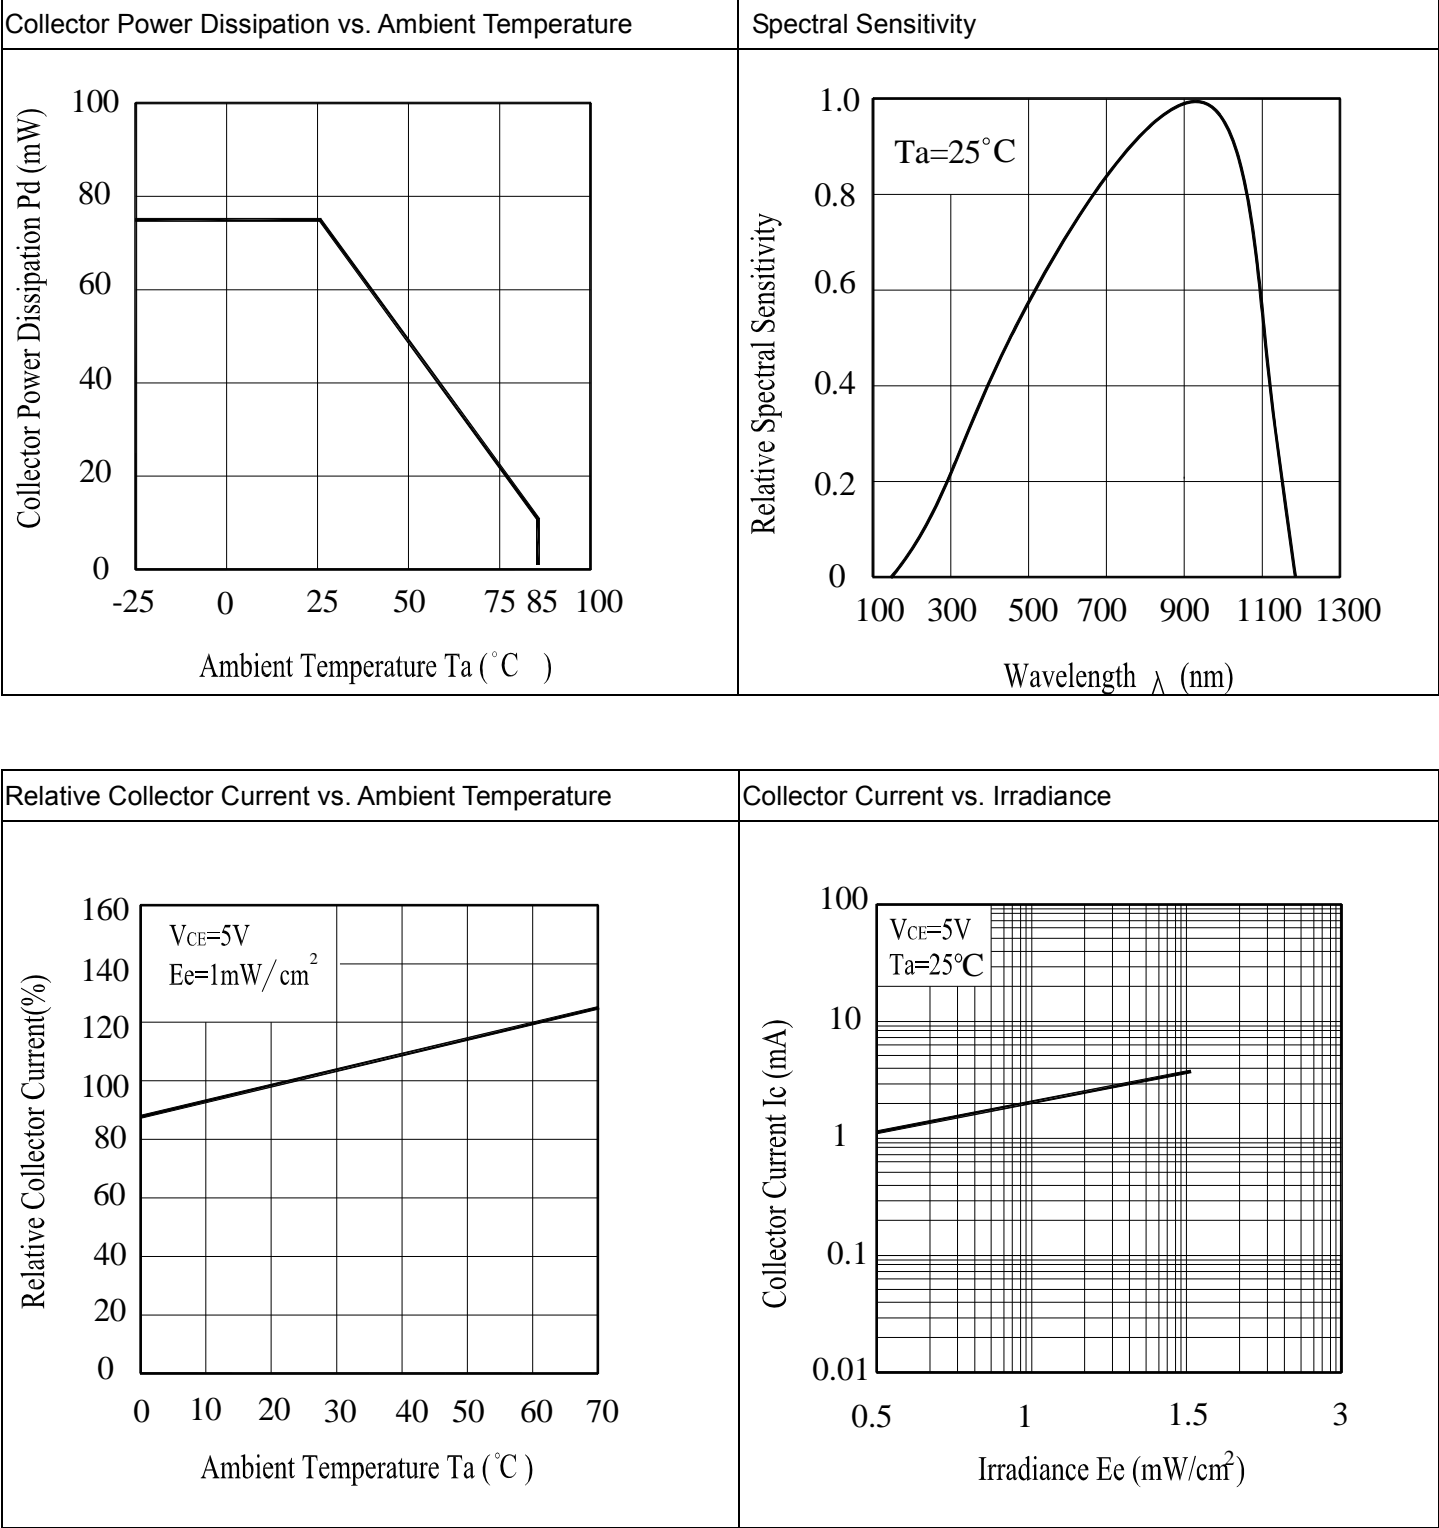 Collector Power Dissipation vs. Ambient Temperature
Collector Power Dissipation Pd (mW)
100
80
60
40
20
0
-25 0 25 50 75 85 100
Ambient Temperature Ta (°C )
Spectral Sensitivity
Relative Spectral Sensitivity
1.0
Ta=25°C
0.8
0.6
0.4
0.2
0
100 300 500 700 900 1100 1300
Wavelength λ (nm)
Relative Collector Current vs. Ambient Temperature
Relative Collector Current(%)
160
VCE=5V
Ee=1mW/cm²
140
120
100
80
60
40
20
0
0 10 20 30 40 50 60 70
Ambient Temperature Ta (℃)
Collector Current vs. Irradiance
Collector Current Ic (mA)
100
VCE=5V
Ta=25℃
10
1
0.1
0.01
0.5 1 1.5 3
Irradiance Ee (mW/cm²)